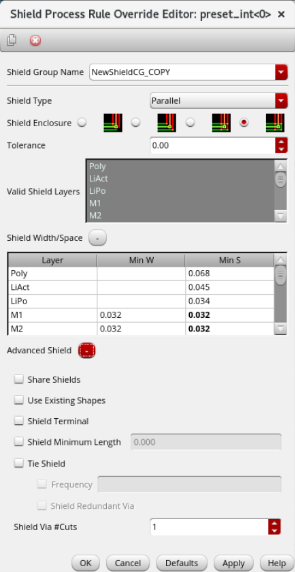 Shield Process Rule Override Editor: preset_int<0> ×
Shield Group Name NewShieldCG_COPY
Shield Type Parallel
Shield Enclosure
Tolerance 0.00
Valid Shield Layers
Poly
LiAct
LiPo
M1
M2
Shield Width/Space -
Layer Min W Min S
Poly 0.068
LiAct 0.045
LiPo 0.034
M1 0.032 0.032
M2 0.032 0.032
Advanced Shield -
Share Shields
Use Existing Shapes
Shield Terminal
Shield Minimum Length 0.000
Tie Shield
Frequency
Shield Redundant Via
Shield Via #Cuts 1
OK Cancel Defaults Apply Help